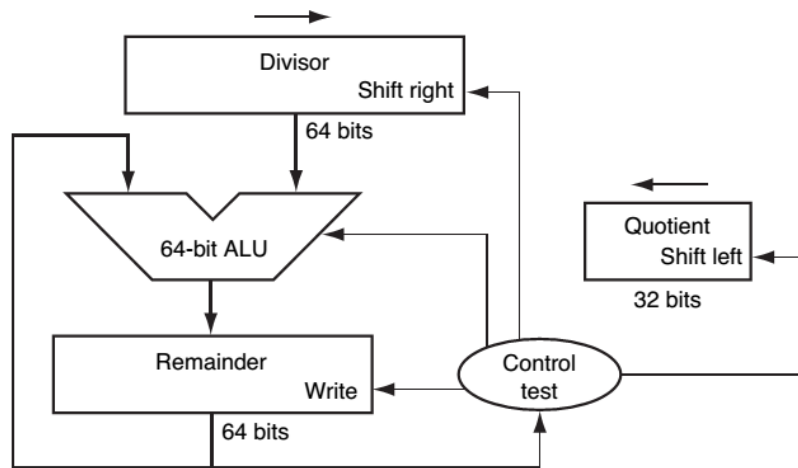 Divisor
Shift right
64 bits
Quotient
Shift left
32 bits
64-bit ALU
Remainder
Write
64 bits
Control
test